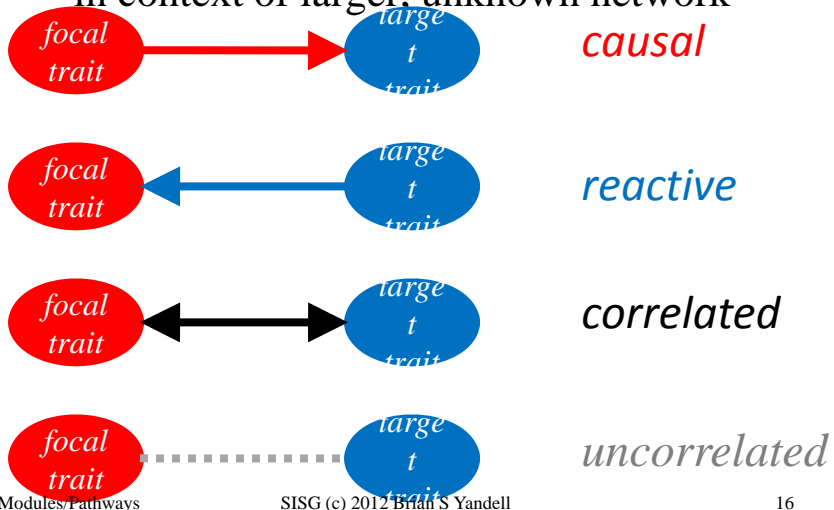 in context of larger, unknown network
focal
trait
targe
t
trait
causal
focal
trait
targe
t
trait
reactive
focal
trait
targe
t
trait
correlated
focal
trait
targe
t
trait
uncorrelated
Modules/Pathways SISG (c) 2012 Brian S Yandell 16